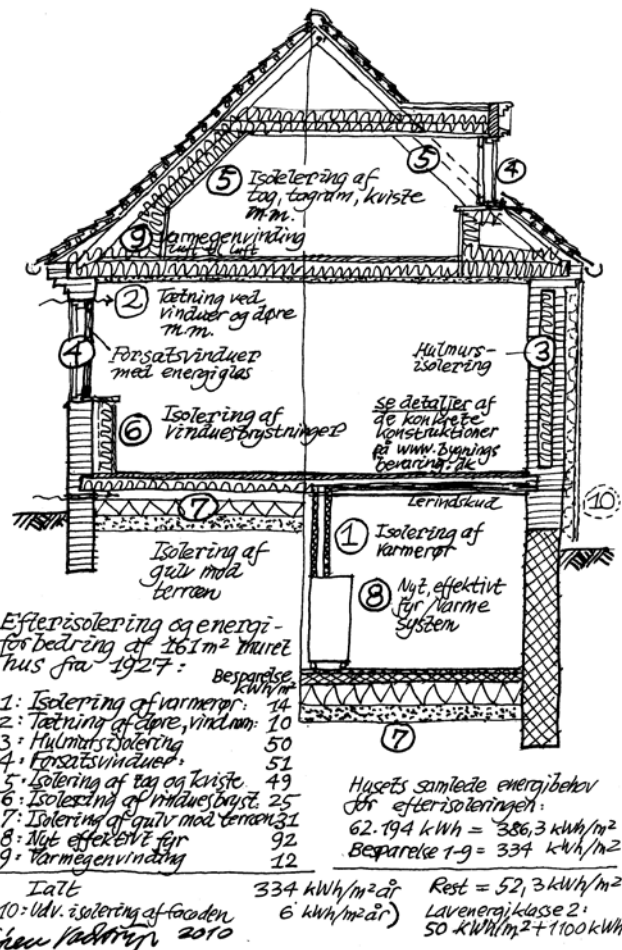 5
4
5 Isolering af
tag, tagrum, kviste
m.m.
9 Varmegenvinding
luft til luft
2 Tætning ved
vinduer og døre
m.m.
4
Forsatsvinduer
med energiglas
Hulmurs-
isolering
3
6 Isolering af
vinduesbrystninger
se detaljer af
de konkrete
konstruktioner
på www.bygnings
bevaring.dk
7
Lerindskud
10
Isolering af
gulv mod
terræn
1 Isolering af
varmerør
8 Nyt, effektivt
fyr/varme
system
7
Efterisolering og energi-
forbedring af 161 m² muret
hus fra 1927:
Besparelse
kWh/m²
1: Isolering af varmerør: 14
2: Tætning af døre, vind mm: 10
3: Hulmursisolering 50
4: Forsatsvinduer: 51
5: Isolering af tag og kviste 49
6: Isolering af vinduesbryst. 25
7: Isolering af gulv mod terræn 31
8: Nyt effektivt fyr 92
9: Varmegenvinding 12
Ialt 334 kWh/m² år
10: Udv. isolering af facaden 6 kWh/m² år)
2010
Husets samlede energibehov
før efterisoleringen:
62.194 kWh = 386,3 kWh/m²
Besparelse 1-9 = 334 kWh/m2
Rest = 52,3 kWh/m²
Lavenergiklasse 2:
50 kWh/m² + 1100 kWh